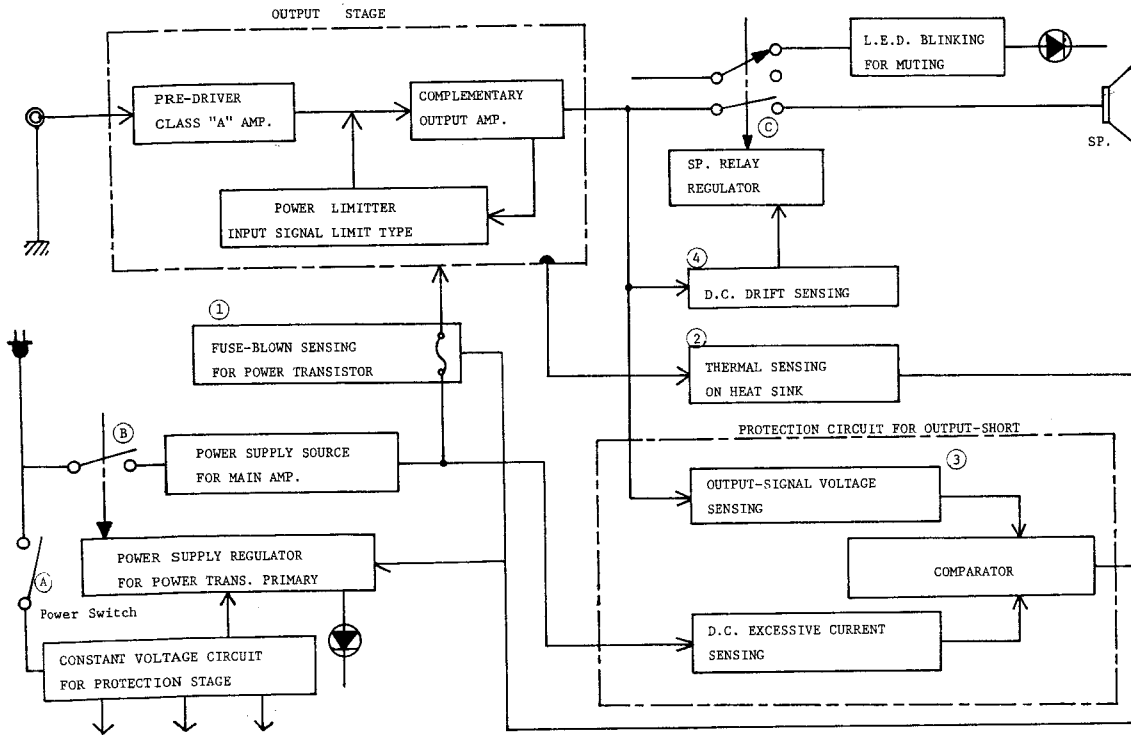 OUTPUT STAGE
PRE-DRIVER
CLASS "A" AMP.
COMPLEMENTARY
OUTPUT AMP.
POWER LIMITTER
INPUT SIGNAL LIMIT TYPE
L.E.D. BLINKING
FOR MUTING
SP.
C
SP. RELAY
REGULATOR
4
D.C. DRIFT SENSING
1
FUSE-BLOWN SENSING
FOR POWER TRANSISTOR
2
THERMAL SENSING
ON HEAT SINK
B
POWER SUPPLY SOURCE
FOR MAIN AMP.
PROTECTION CIRCUIT FOR OUTPUT-SHORT
3
OUTPUT-SIGNAL VOLTAGE
SENSING
COMPARATOR
D.C. EXCESSIVE CURRENT
SENSING
POWER SUPPLY REGULATOR
FOR POWER TRANS. PRIMARY
A
Power Switch
CONSTANT VOLTAGE CIRCUIT
FOR PROTECTION STAGE